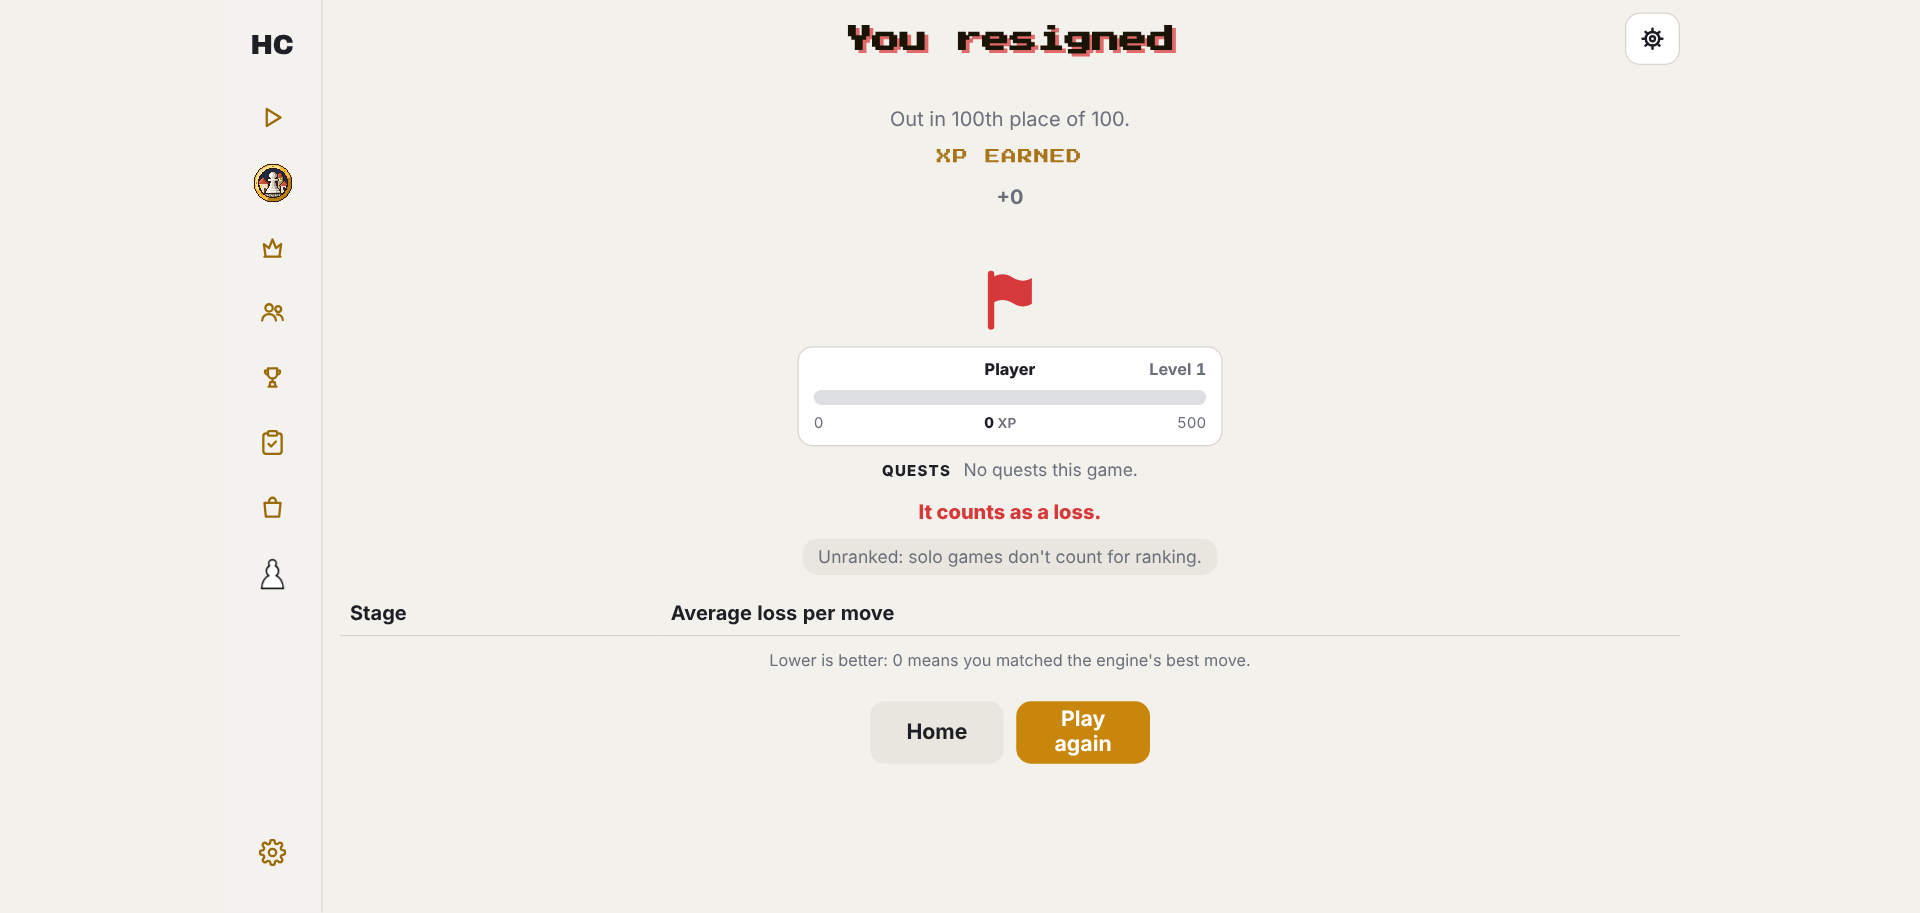 HC
You resigned
Out in 100th place of 100.
XP EARNED
+0
Player Level 1
0 0 XP 500
QUESTS No quests this game.
It counts as a loss.
Unranked: solo games don't count for ranking.
Stage Average loss per move
Lower is better: 0 means you matched the engine's best move.
Home
Play
again